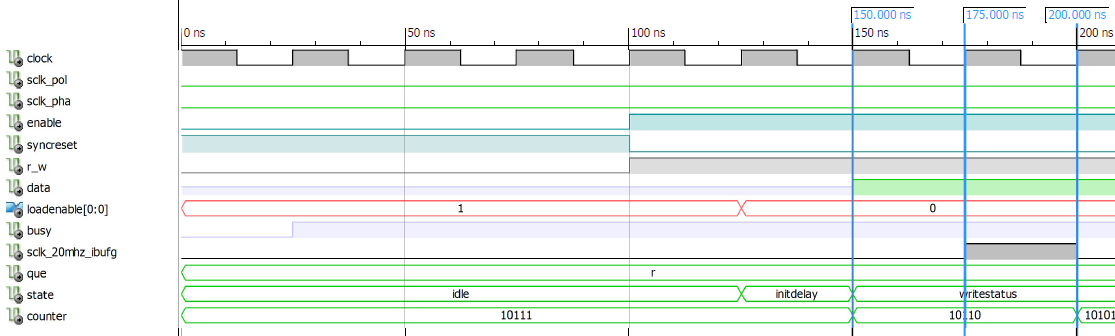 150.000 ns 175.000 ns 200.000 ns
0 ns 50 ns 100 ns 150 ns 200 ns
clock
sclk_pol
sclk_pha
enable
syncreset
r_w
data
loadenable[0:0] 1 0
busy
sclk_20mhz_ibufg
que r
state idle initdelay writestatus
counter 10111 10110 10101